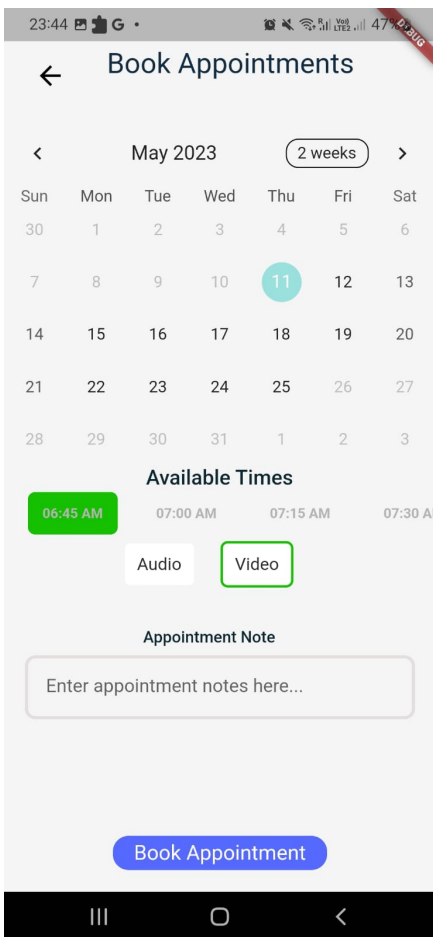 23:44 G • Vo)) R LTE2 47%
DEBUG
Book Appointments
May 2023 2 weeks
Sun Mon Tue Wed Thu Fri Sat
30 1 2 3 4 5 6
7 8 9 10 11 12 13
14 15 16 17 18 19 20
21 22 23 24 25 26 27
28 29 30 31 1 2 3
Available Times
06:45 AM 07:00 AM 07:15 AM 07:30 A
Audio Video
Appointment Note
Enter appointment notes here...
Book Appointment